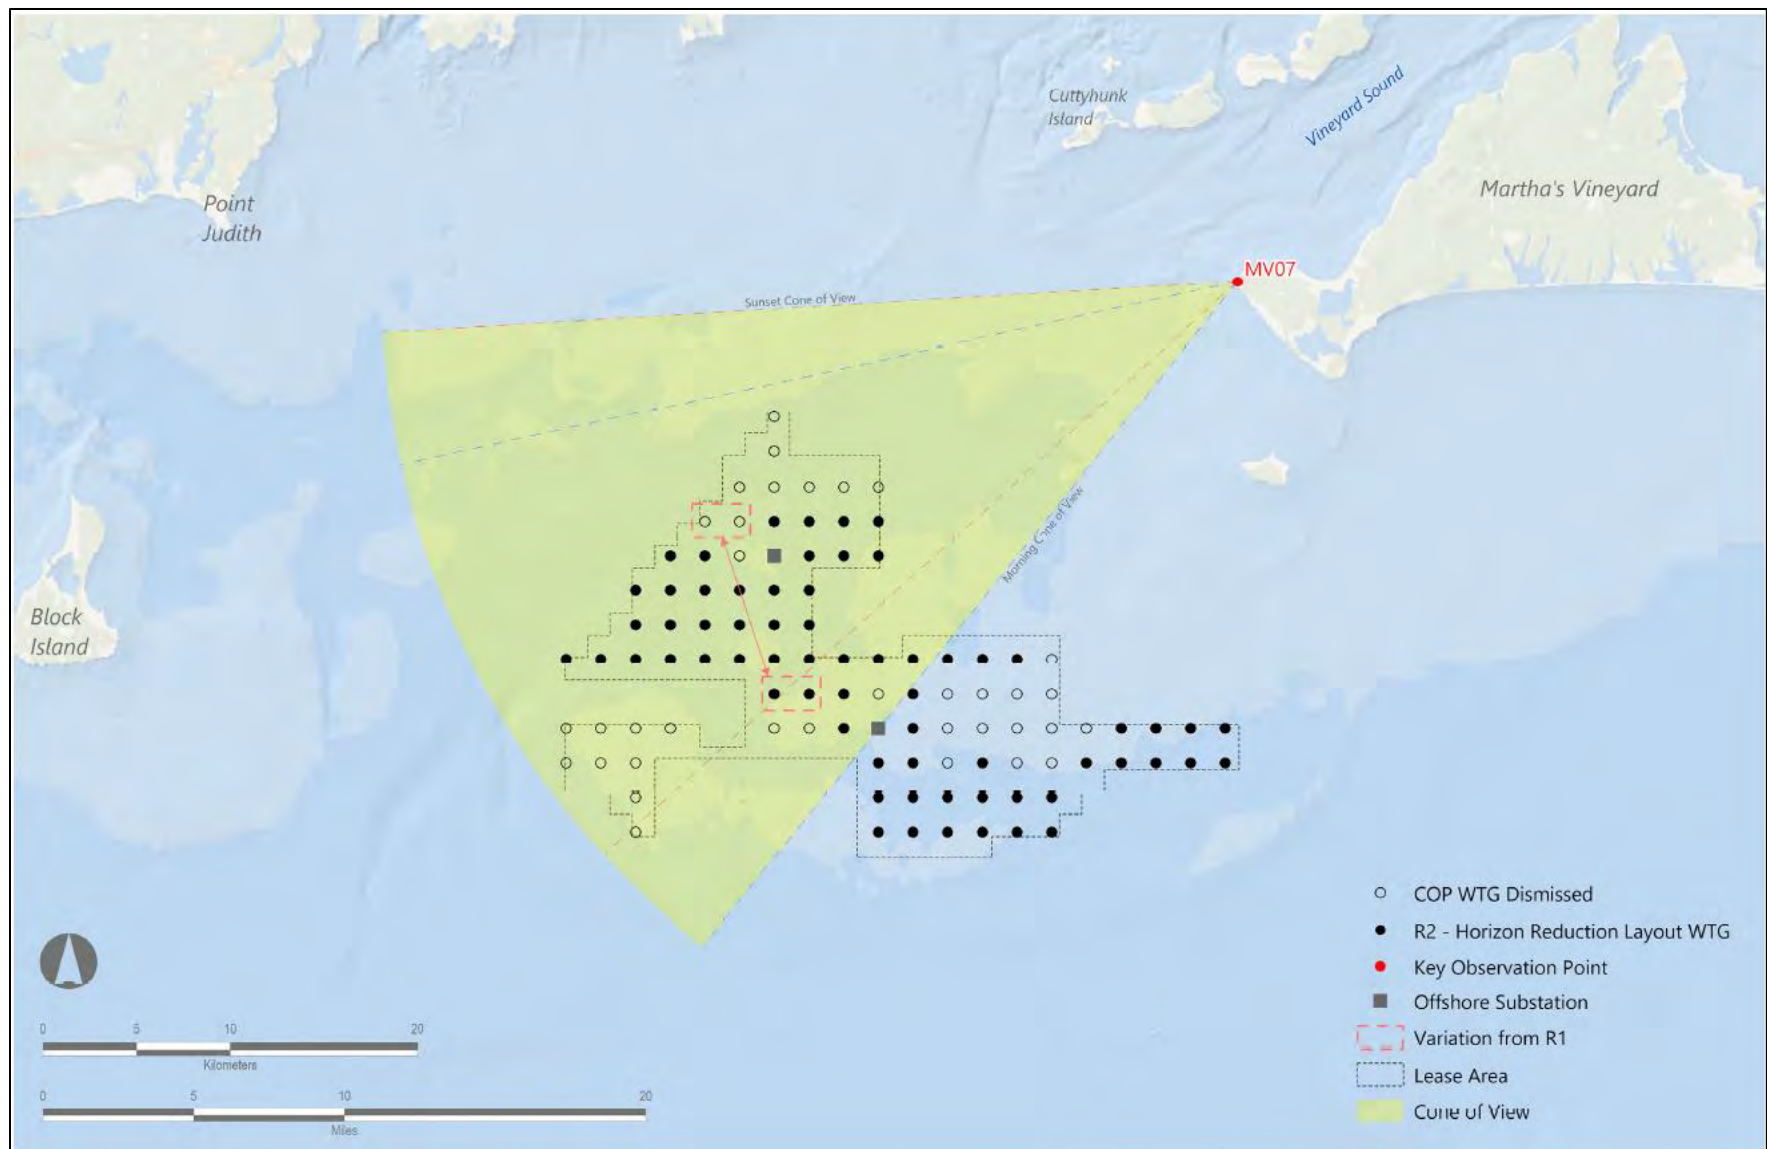 Cuttyhunk
Island
Vineyard Sound
Point
Judith
Martha's Vineyard
MV07
Sunset Cone of View
Morning Cone of View
Block
Island
COP WTG Dismissed
R2 - Horizon Reduction Layout WTG
Key Observation Point
Offshore Substation
Variation from R1
Lease Area
Cone of View
0 5 10 20
Kilometers
0 5 10 20
Miles